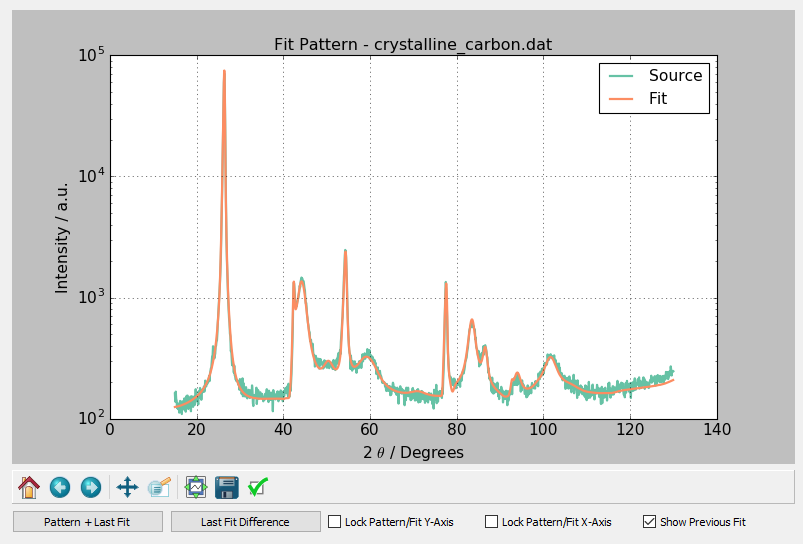 Fit Pattern - crystalline_carbon.dat
10^5
Source
Fit
10^4
Intensity / a.u.
10^3
10^2
0 20 40 60 80 100 120 140
2 θ / Degrees
Pattern + Last Fit Last Fit Difference Lock Pattern/Fit Y-Axis Lock Pattern/Fit X-Axis Show Previous Fit